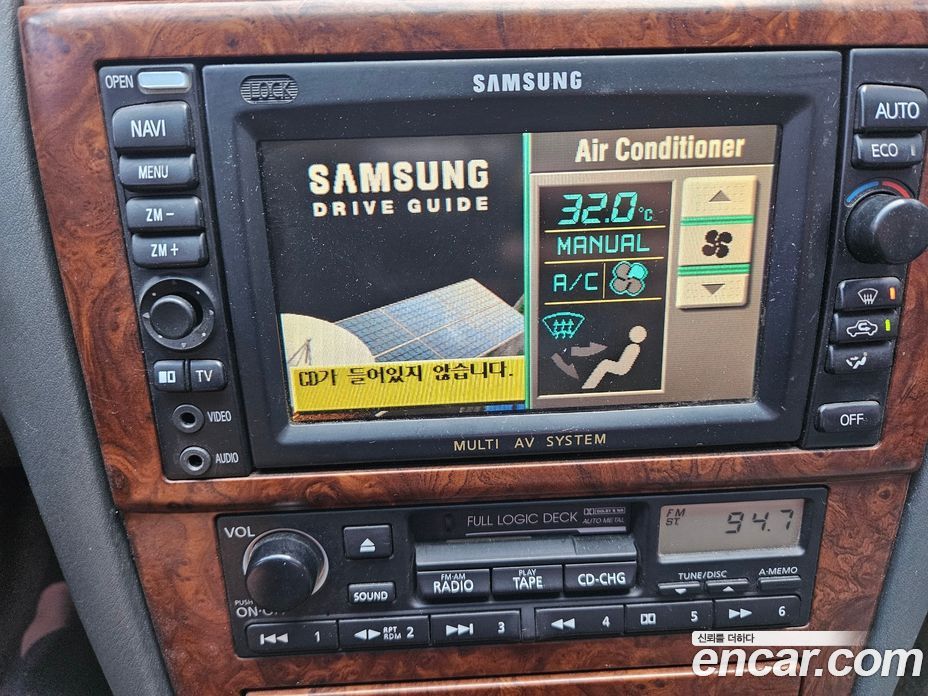 OPEN
LOCK
SAMSUNG
NAVI
MENU
ZM -
ZM +
TV
VIDEO
AUDIO
SAMSUNG
DRIVE GUIDE
CD가 들어있지 않습니다.
Air Conditioner
32.0 °C
MANUAL
A/C
MULTI AV SYSTEM
AUTO
ECO
OFF
VOL
PUSH
ON·OFF
FULL LOGIC DECK
DOLBY B NR
AUTO METAL
FM
ST.
94.7
SOUND
FM·AM
RADIO
PLAY
TAPE
CD-CHG
TUNE/DISC
A·MEMO
1
RPT
RDM 2
3
4
5
6
신뢰를 더하다
encar.com